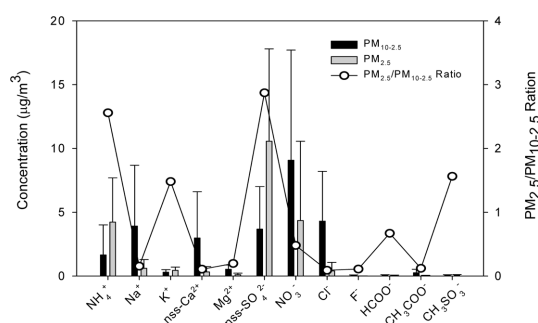 20
15
10
5
0
Concentration (μg/m³)
PM₁₀₋₂.₅
PM₂.₅
PM₂.₅/PM₁₀₋₂.₅ Ratio
4
3
2
1
0
PM₂.₅/PM₁₀₋₂.₅ Ration
NH₄⁺
Na⁺
K⁺
nss-Ca²⁺
Mg²⁺
nss-SO₄²⁻
NO₃⁻
Cl⁻
F⁻
HCOO⁻
CH₃COO⁻
CH₃SO₃⁻